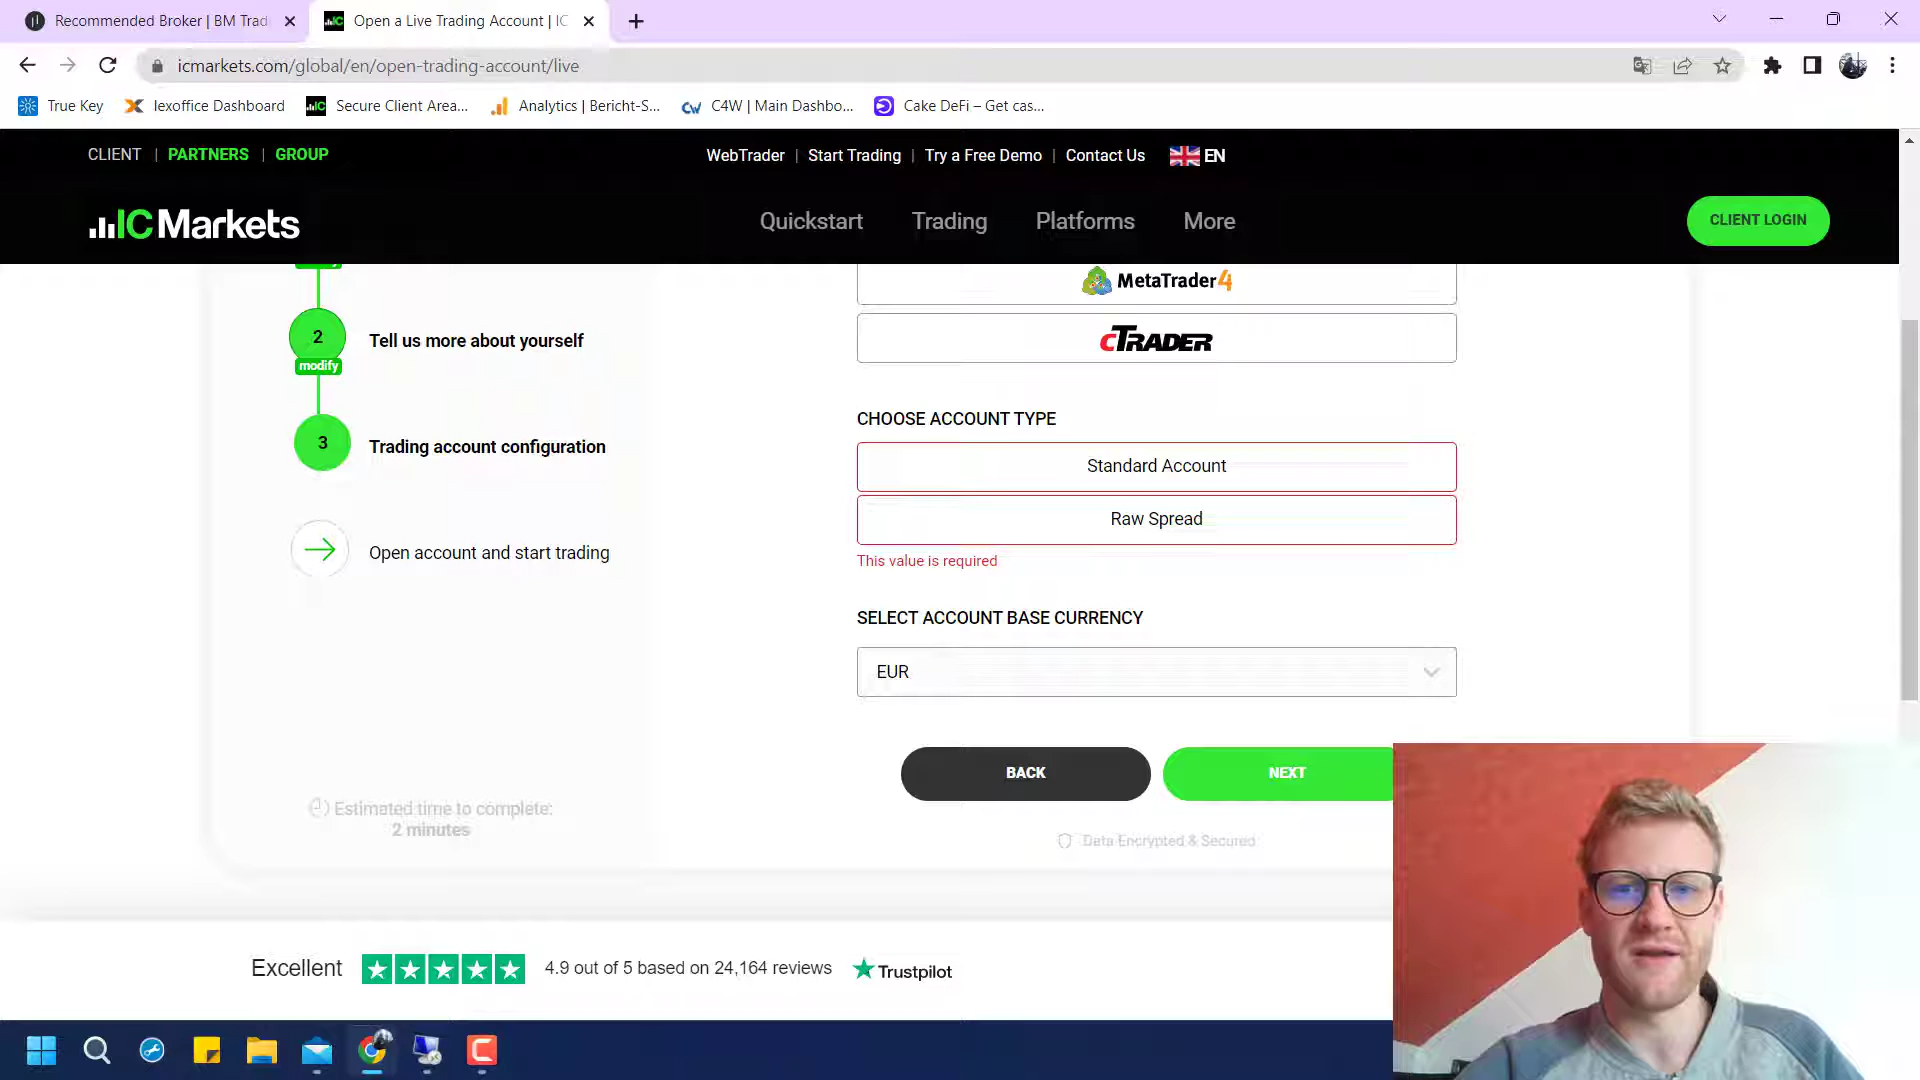 Recommended Broker | BM Trad
Open a Live Trading Account | IC
icmarkets.com/global/en/open-trading-account/live
True Key
lexoffice Dashboard
Secure Client Area...
Analytics | Bericht-S...
C4W | Main Dashbo...
Cake DeFi – Get cas...
CLIENT | PARTNERS | GROUP
WebTrader | Start Trading | Try a Free Demo | Contact Us
EN
IC Markets
Quickstart
Trading
Platforms
More
CLIENT LOGIN
MetaTrader4
2
Tell us more about yourself
modify
cTRADER
CHOOSE ACCOUNT TYPE
3
Trading account configuration
Standard Account
Raw Spread
This value is required
Open account and start trading
SELECT ACCOUNT BASE CURRENCY
EUR
BACK
NEXT
Estimated time to complete:
2 minutes
Data Encrypted & Secured
Excellent
4.9 out of 5 based on 24,164 reviews
Trustpilot